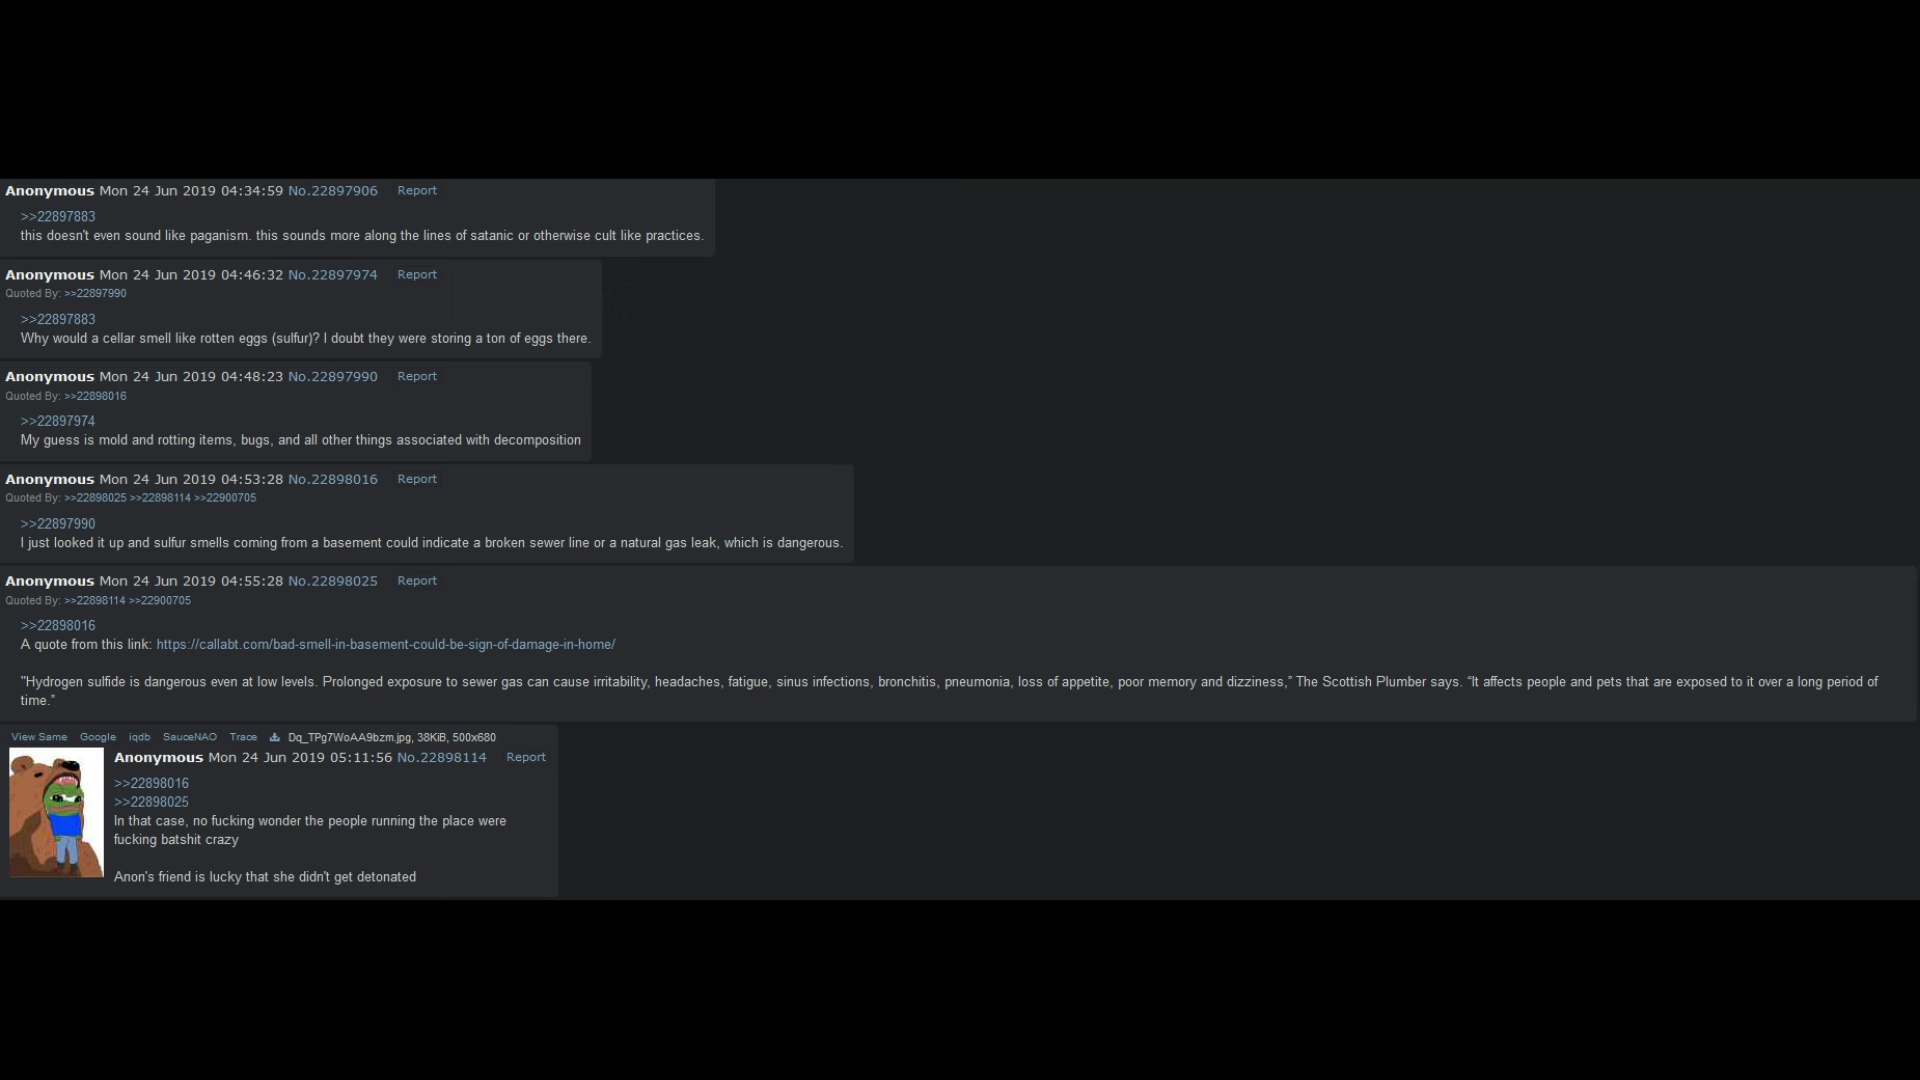 Anonymous Mon 24 Jun 2019 04:34:59 No.22897906 Report
>>22897883
this doesn't even sound like paganism. this sounds more along the lines of satanic or otherwise cult like practices.
Anonymous Mon 24 Jun 2019 04:46:32 No.22897974 Report
Quoted By: >>22897990
>>22897883
Why would a cellar smell like rotten eggs (sulfur)? I doubt they were storing a ton of eggs there.
Anonymous Mon 24 Jun 2019 04:48:23 No.22897990 Report
Quoted By: >>22898016
>>22897974
My guess is mold and rotting items, bugs, and all other things associated with decomposition
Anonymous Mon 24 Jun 2019 04:53:28 No.22898016 Report
Quoted By: >>22898025 >>22898114 >>22900705
>>22897990
I just looked it up and sulfur smells coming from a basement could indicate a broken sewer line or a natural gas leak, which is dangerous.
Anonymous Mon 24 Jun 2019 04:55:28 No.22898025 Report
Quoted By: >>22898114 >>22900705
>>22898016
A quote from this link: https://callabt.com/bad-smell-in-basement-could-be-sign-of-damage-in-home/
"Hydrogen sulfide is dangerous even at low levels. Prolonged exposure to sewer gas can cause irritability, headaches, fatigue, sinus infections, bronchitis, pneumonia, loss of appetite, poor memory and dizziness,” The Scottish Plumber says. “It affects people and pets that are exposed to it over a long period of
time.”
View Same Google iqdb SauceNAO Trace Dq_TPg7WoAA9bzm.jpg, 38KiB, 500x680
Anonymous Mon 24 Jun 2019 05:11:56 No.22898114 Report
>>22898016
>>22898025
In that case, no fucking wonder the people running the place were
fucking batshit crazy
Anon's friend is lucky that she didn't get detonated